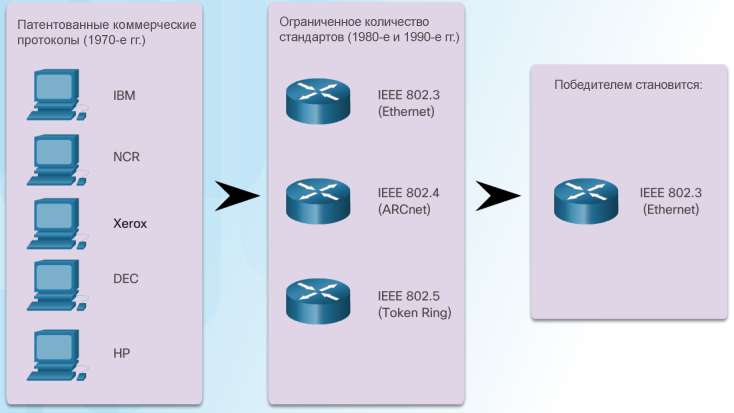 Патентованные коммерческие
протоколы (1970-е гг.)
IBM
NCR
Xerox
DEC
HP
Ограниченное количество
стандартов (1980-е и 1990-е гг.)
IEEE 802.3
(Ethernet)
IEEE 802.4
(ARCnet)
IEEE 802.5
(Token Ring)
Победителем становится:
IEEE 802.3
(Ethernet)